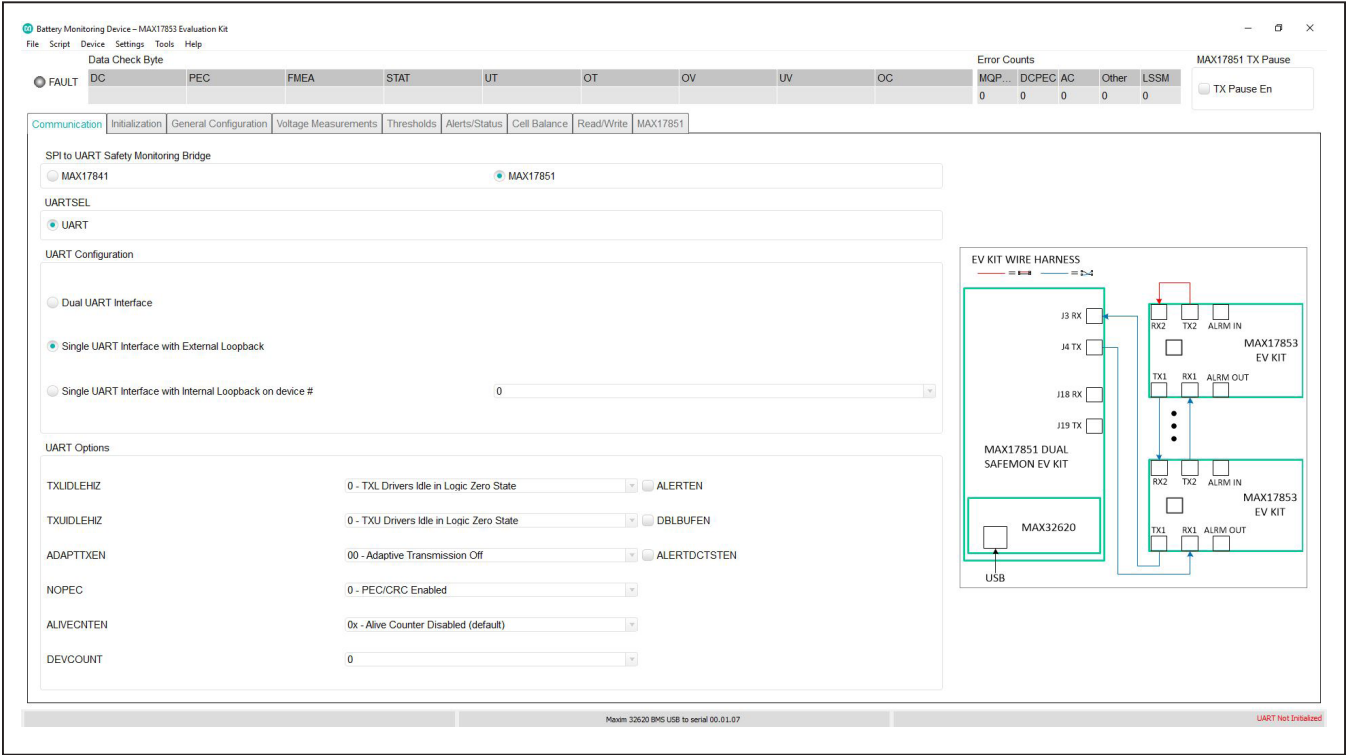 Battery Monitoring Device – MAX17853 Evaluation Kit
File Script Device Settings Tools Help
Data Check Byte
Error Counts
MAX17851 TX Pause
FAULT
DC PEC FMEA STAT UT OT OV UV OC
MQP... DCPEC AC Other LSSM
0 0 0 0 0
TX Pause En
Communication Initialization General Configuration Voltage Measurements Thresholds Alerts/Status Cell Balance Read/Write MAX17851
SPI to UART Safety Monitoring Bridge
MAX17841 MAX17851
UARTSEL
UART
UART Configuration
Dual UART Interface
Single UART Interface with External Loopback
Single UART Interface with Internal Loopback on device # 0
UART Options
TXLIDLEHIZ 0 - TXL Drivers Idle in Logic Zero State ALERTEN
TXUIDLEHIZ 0 - TXU Drivers Idle in Logic Zero State DBLBUFEN
ADAPTTXEN 00 - Adaptive Transmission Off ALERTDCTSTEN
NOPEC 0 - PEC/CRC Enabled
ALIVECNTEN 0x - Alive Counter Disabled (default)
DEVCOUNT 0
EV KIT WIRE HARNESS
= =
J3 RX
J4 TX
J18 RX
J19 TX
MAX17851 DUAL
SAFEMON EV KIT
MAX32620
USB
RX2 TX2 ALRM IN
MAX17853
EV KIT
TX1 RX1 ALRM OUT
RX2 TX2 ALRM IN
MAX17853
EV KIT
TX1 RX1 ALRM OUT
Maxim 32620 BMS USB to serial 00.01.07
UART Not Initialized